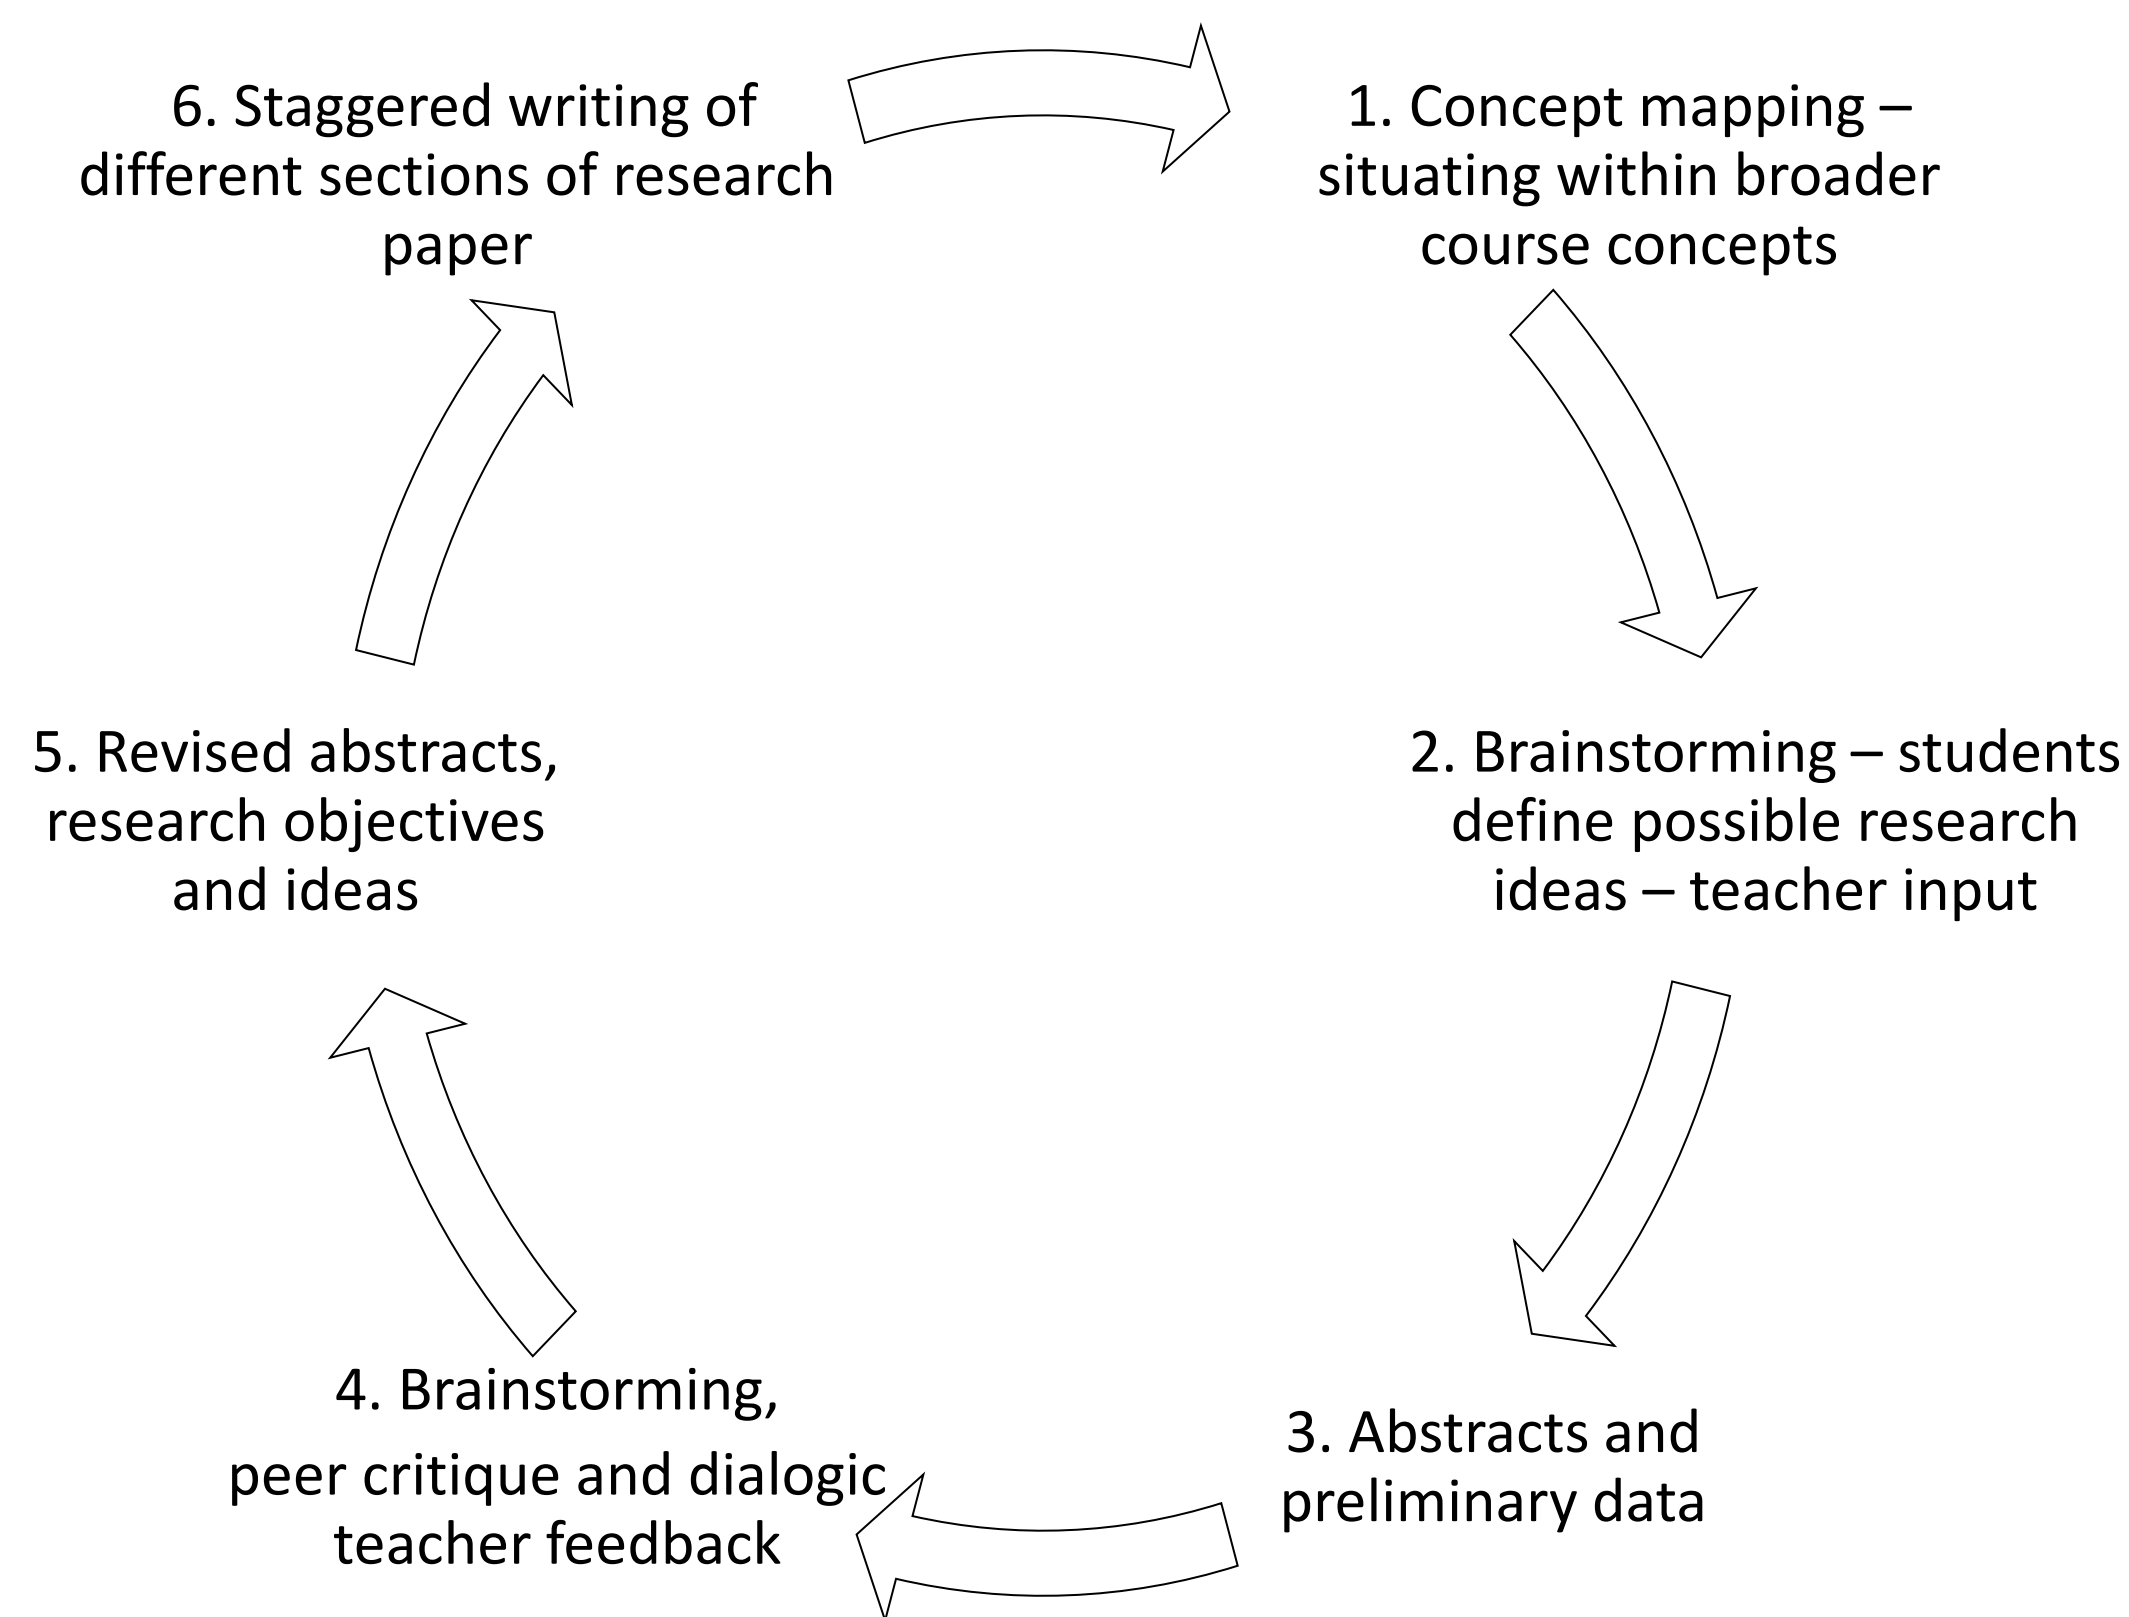 6. Staggered writing of
different sections of research
paper
1. Concept mapping –
situating within broader
course concepts
2. Brainstorming – students
define possible research
ideas – teacher input
3. Abstracts and
preliminary data
4. Brainstorming,
peer critique and dialogic
teacher feedback
5. Revised abstracts,
research objectives
and ideas